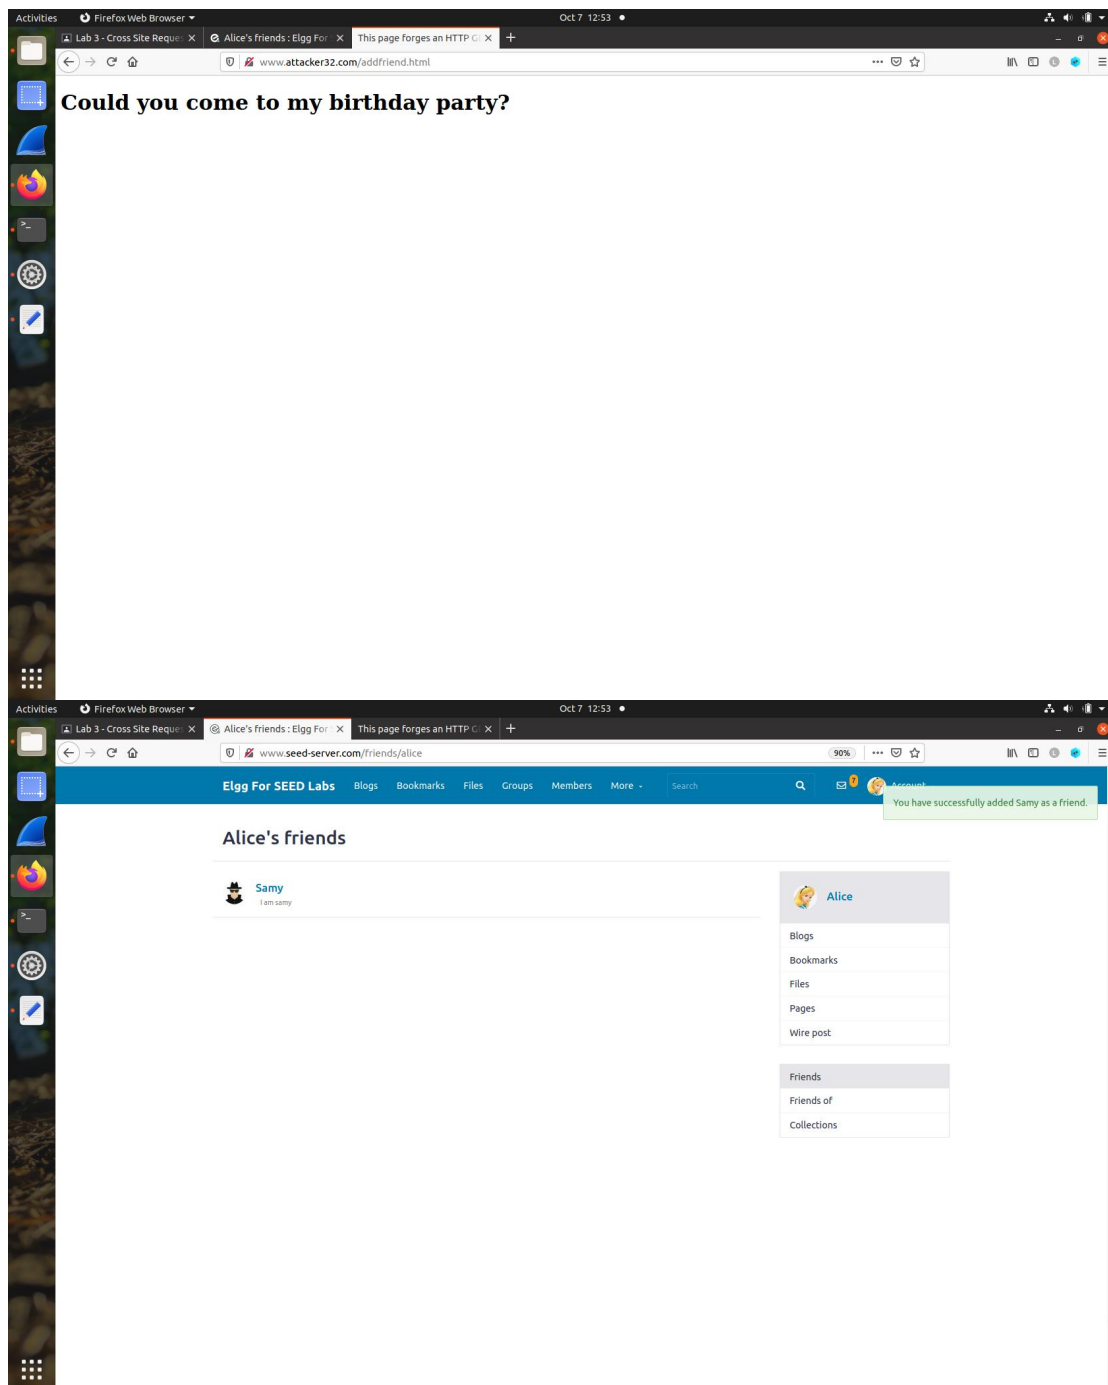 Activities Firefox Web Browser Oct 7 12:53
Lab 3 - Cross Site Reques Alice's friends : Elgg For This page forges an HTTP G
www.attacker32.com/addfriend.html
Could you come to my birthday party?
Activities Firefox Web Browser Oct 7 12:53
Lab 3 - Cross Site Reques Alice's friends : Elgg For This page forges an HTTP G
www.seed-server.com/friends/alice 90%
Elgg For SEED Labs Blogs Bookmarks Files Groups Members More Search 7 Account
You have successfully added Samy as a friend.
Alice's friends
Samy
I am samy
Alice
Blogs
Bookmarks
Files
Pages
Wire post
Friends
Friends of
Collections